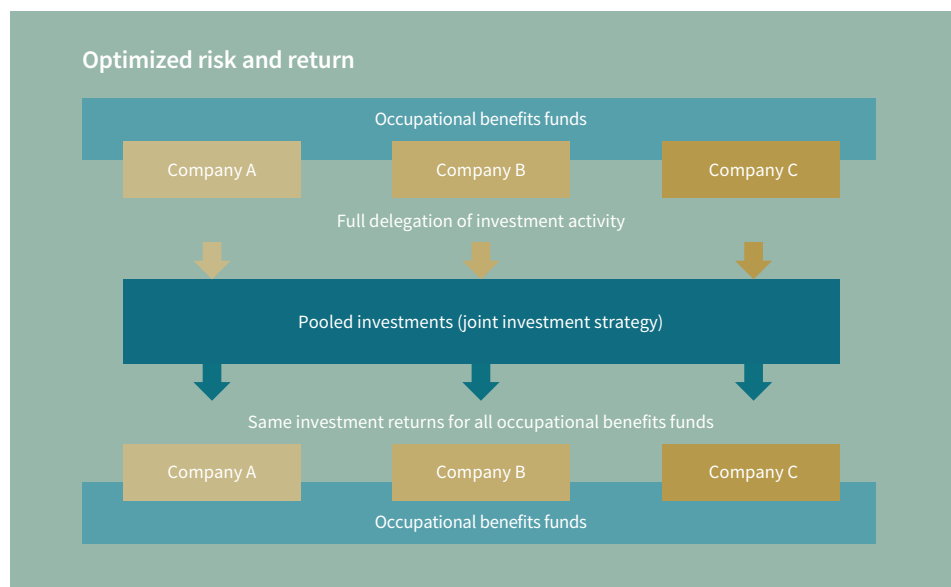 Optimized risk and return
Occupational benefits funds
Company A
Company B
Company C
Full delegation of investment activity
Pooled investments (joint investment strategy)
Same investment returns for all occupational benefits funds
Company A
Company B
Company C
Occupational benefits funds